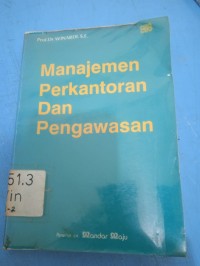 Manajemen
Perkantoran
Dan
Pengawasan
51.3
in
Mandar Maju